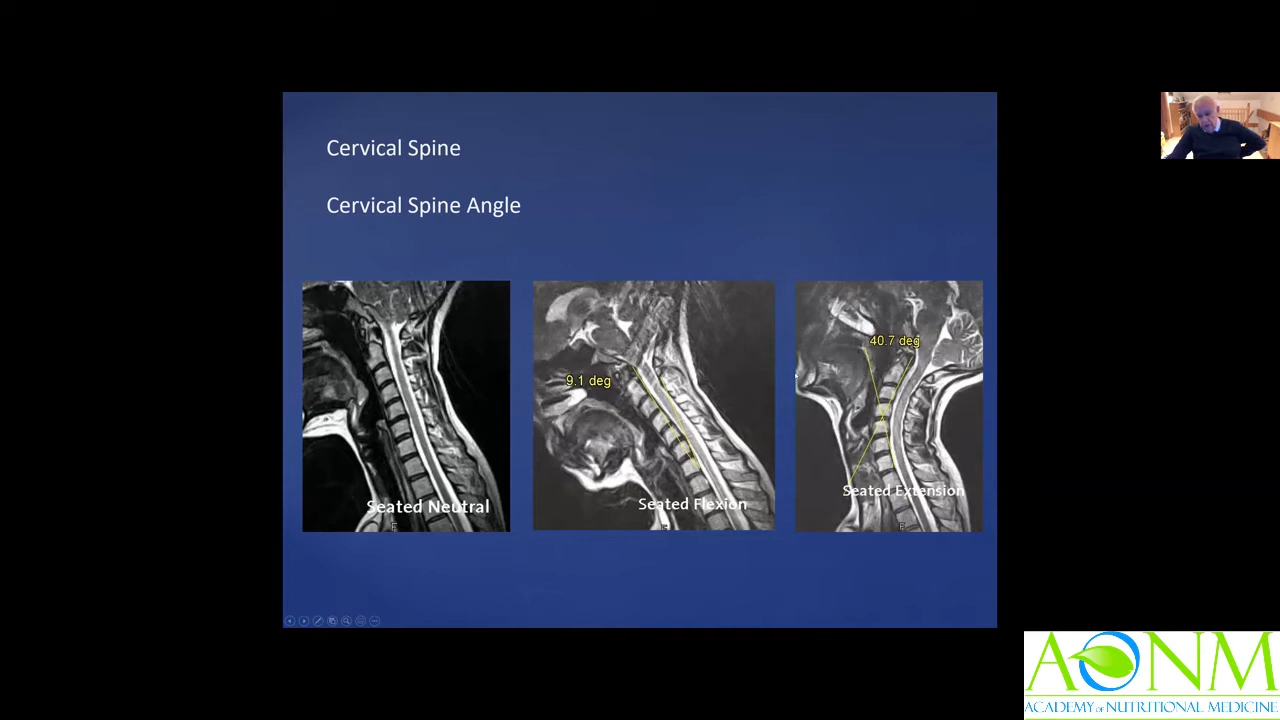 Cervical Spine
Cervical Spine Angle
9.1 deg
40.7 deg
Seated Neutral
Seated Flexion
Seated Extension
F
F
AONM
ACADEMY of NUTRITIONAL MEDICINE